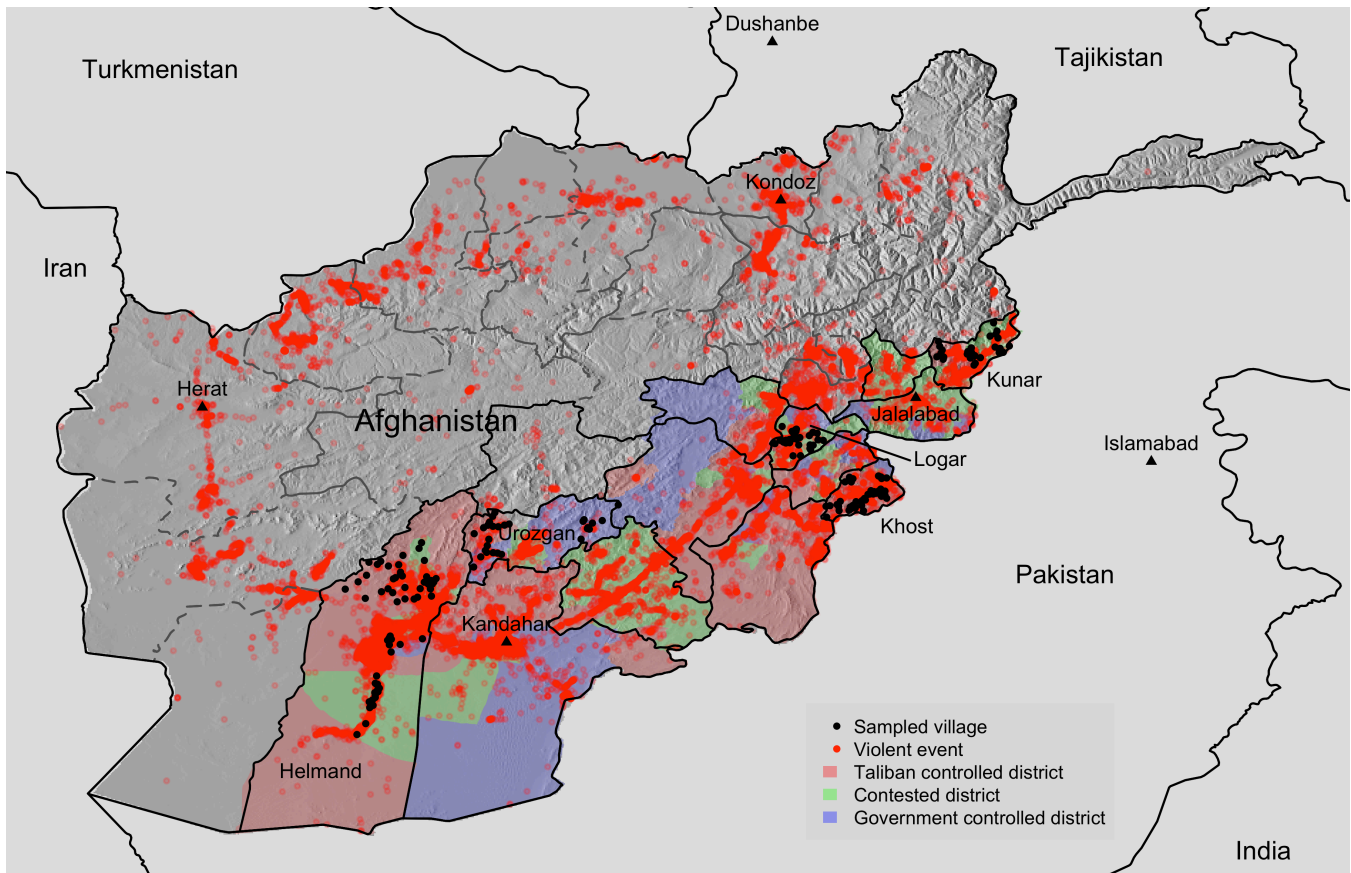 Dushanbe
Turkmenistan
Tajikistan
Kondoz
Iran
Kunar
Herat
Afghanistan
Jalalabad
Islamabad
Logar
Khost
Urozgan
Pakistan
Kandahar
Helmand
Sampled village
Violent event
Taliban controlled district
Contested district
Government controlled district
India